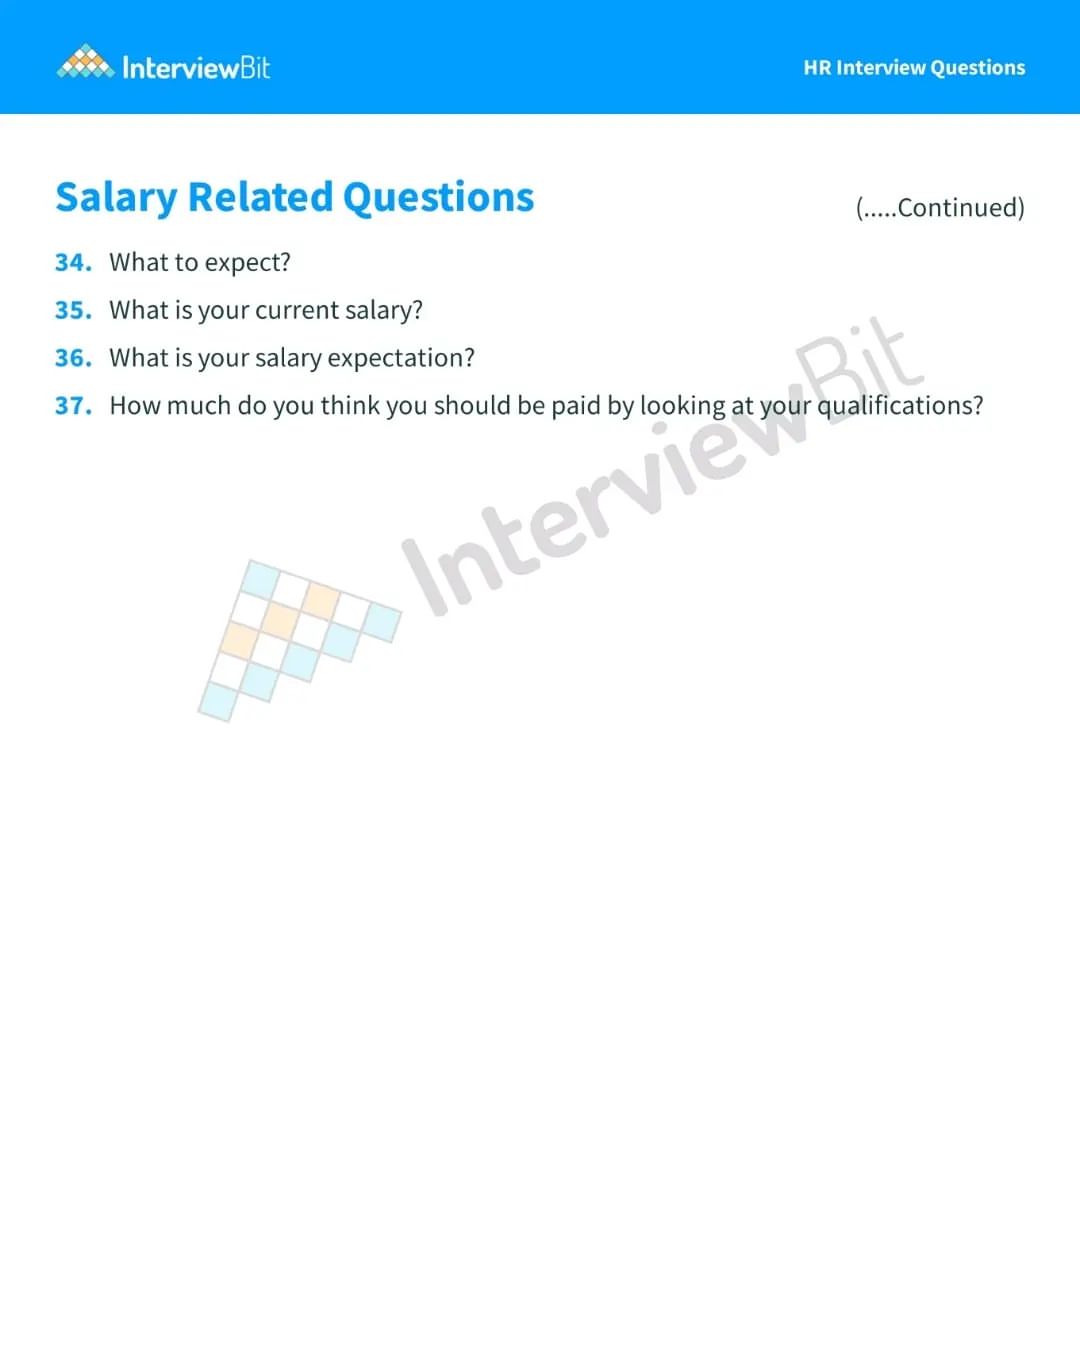 InterviewBit
HR Interview Questions
Salary Related Questions
(.....Continued)
34. What to expect?
35. What is your current salary?
36. What is your salary expectation?
37. How much do you think you should be paid by looking at your qualifications?
InterviewBit